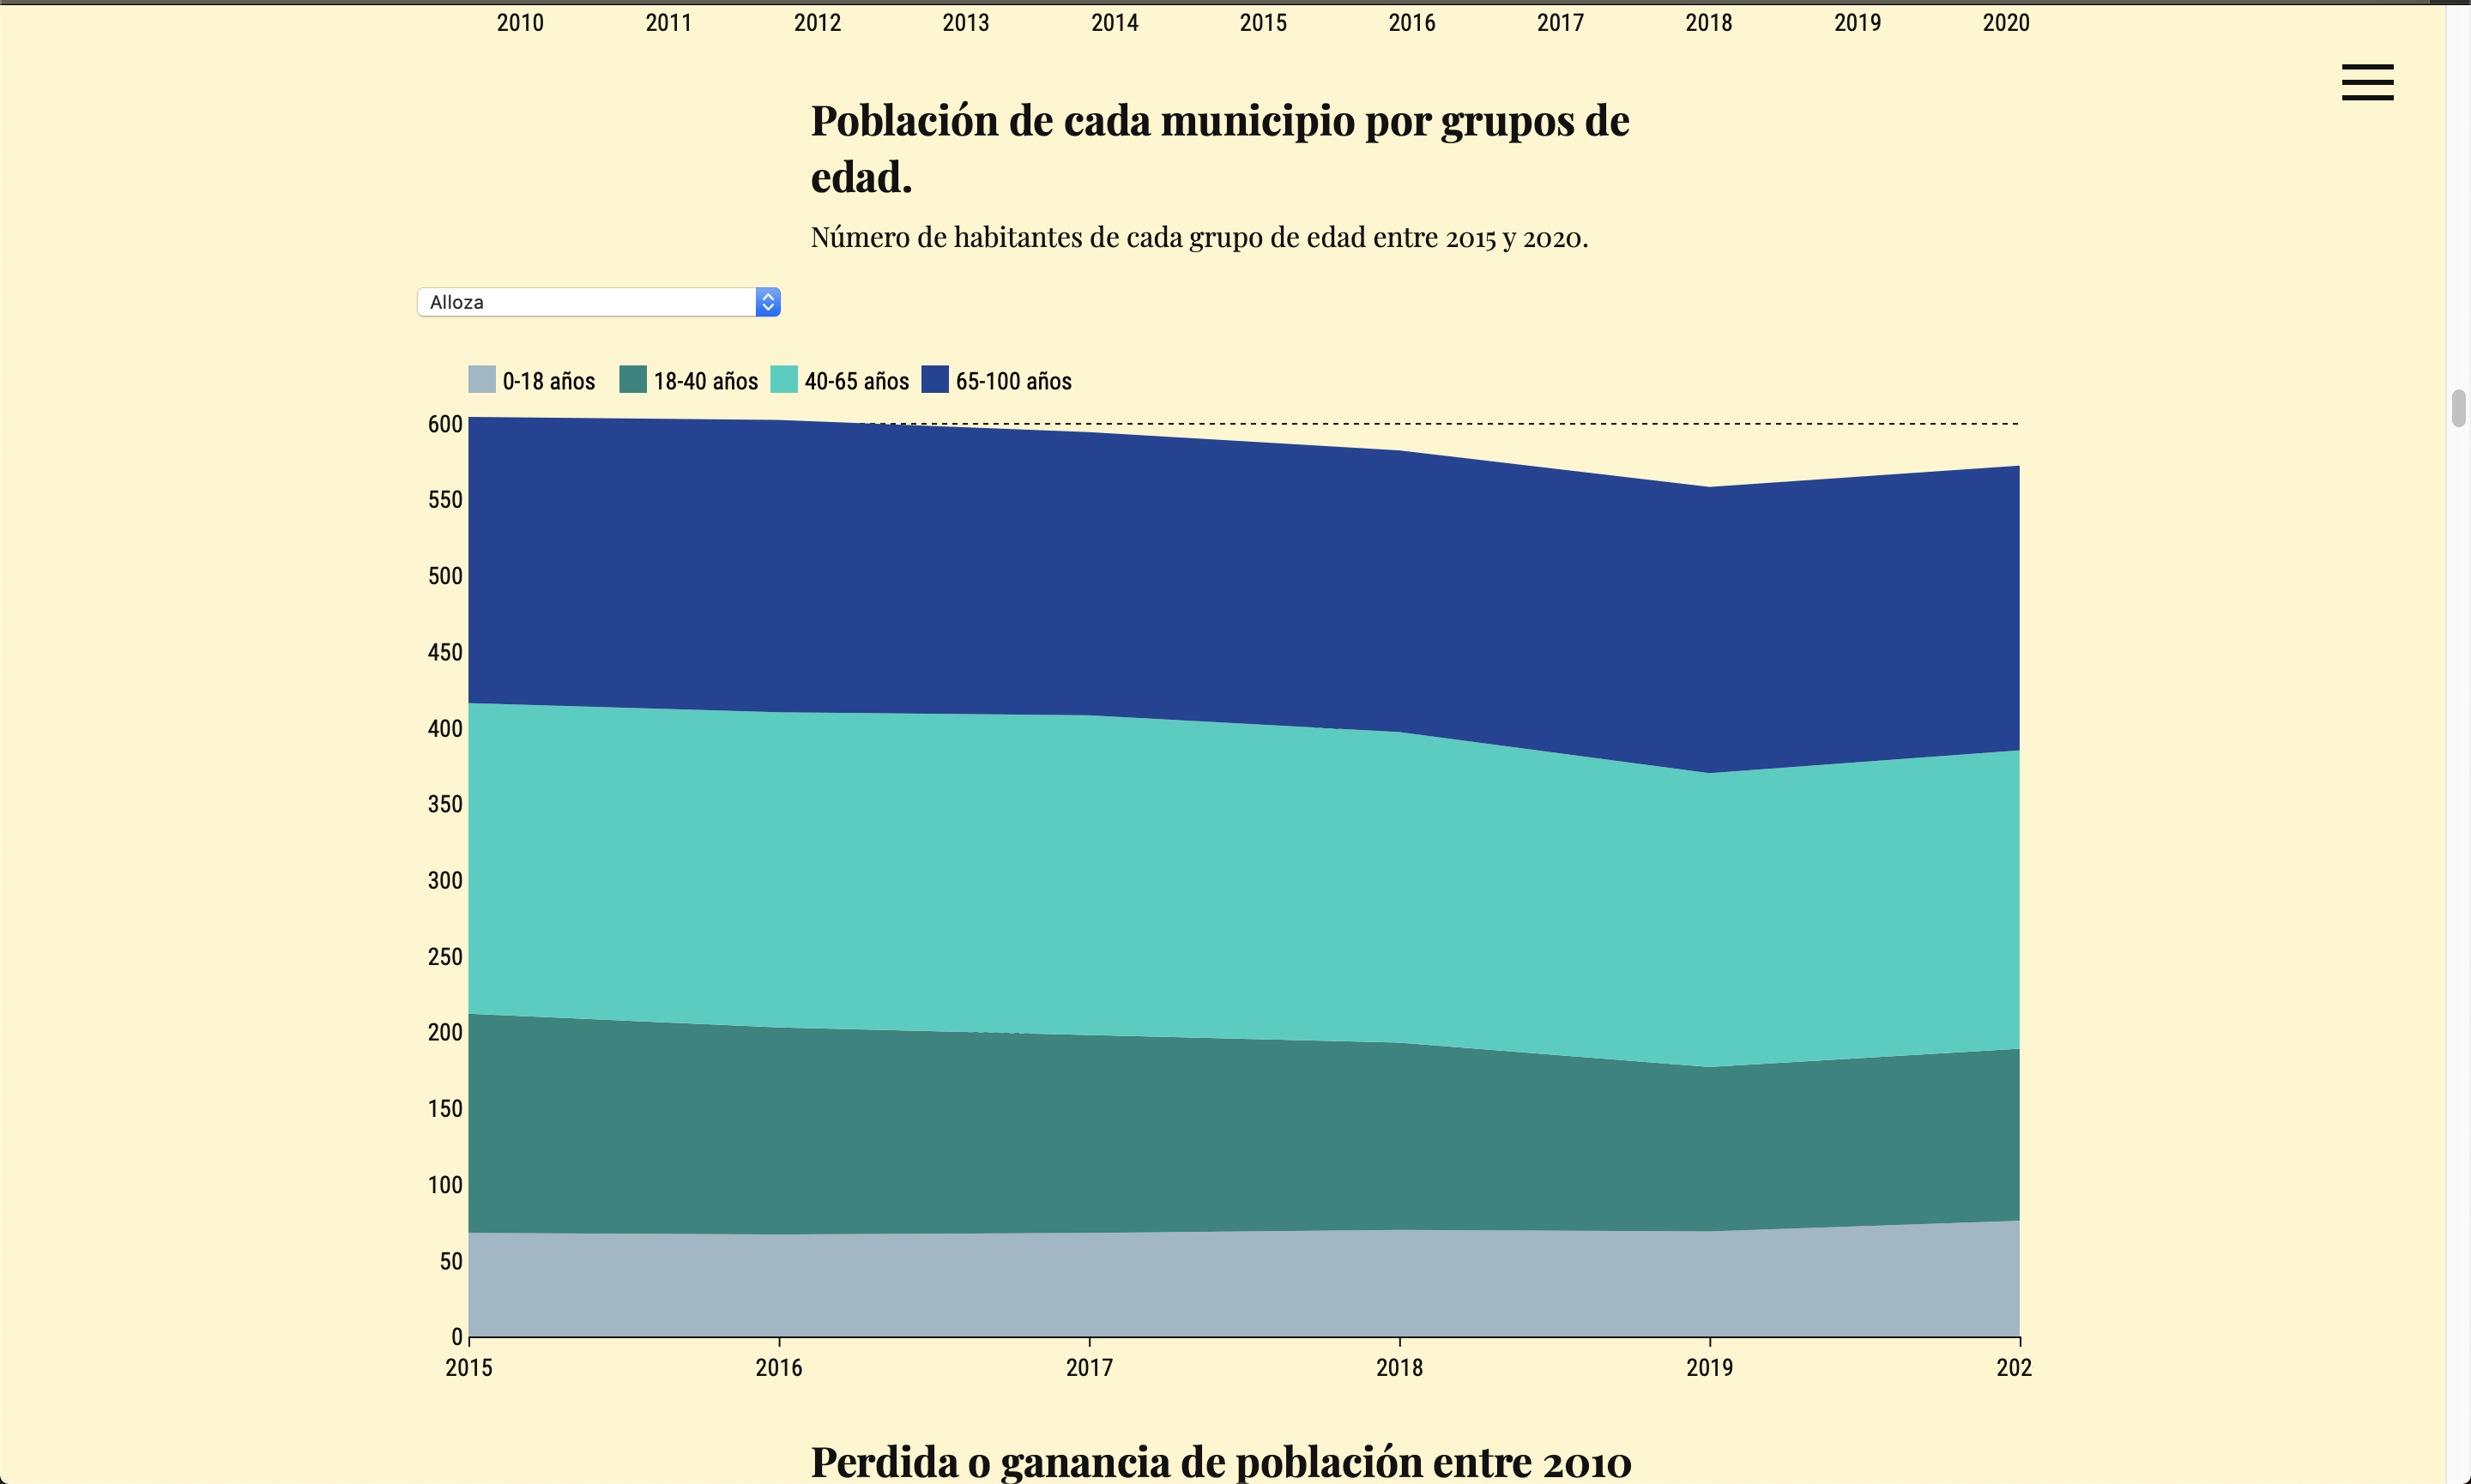 2010 2011 2012 2013 2014 2015 2016 2017 2018 2019 2020
Población de cada municipio por grupos de
edad.
Número de habitantes de cada grupo de edad entre 2015 y 2020.
Alloza
0-18 años 18-40 años 40-65 años 65-100 años
600
550
500
450
400
350
300
250
200
150
100
50
0
2015 2016 2017 2018 2019 202
Perdida o ganancia de población entre 2010